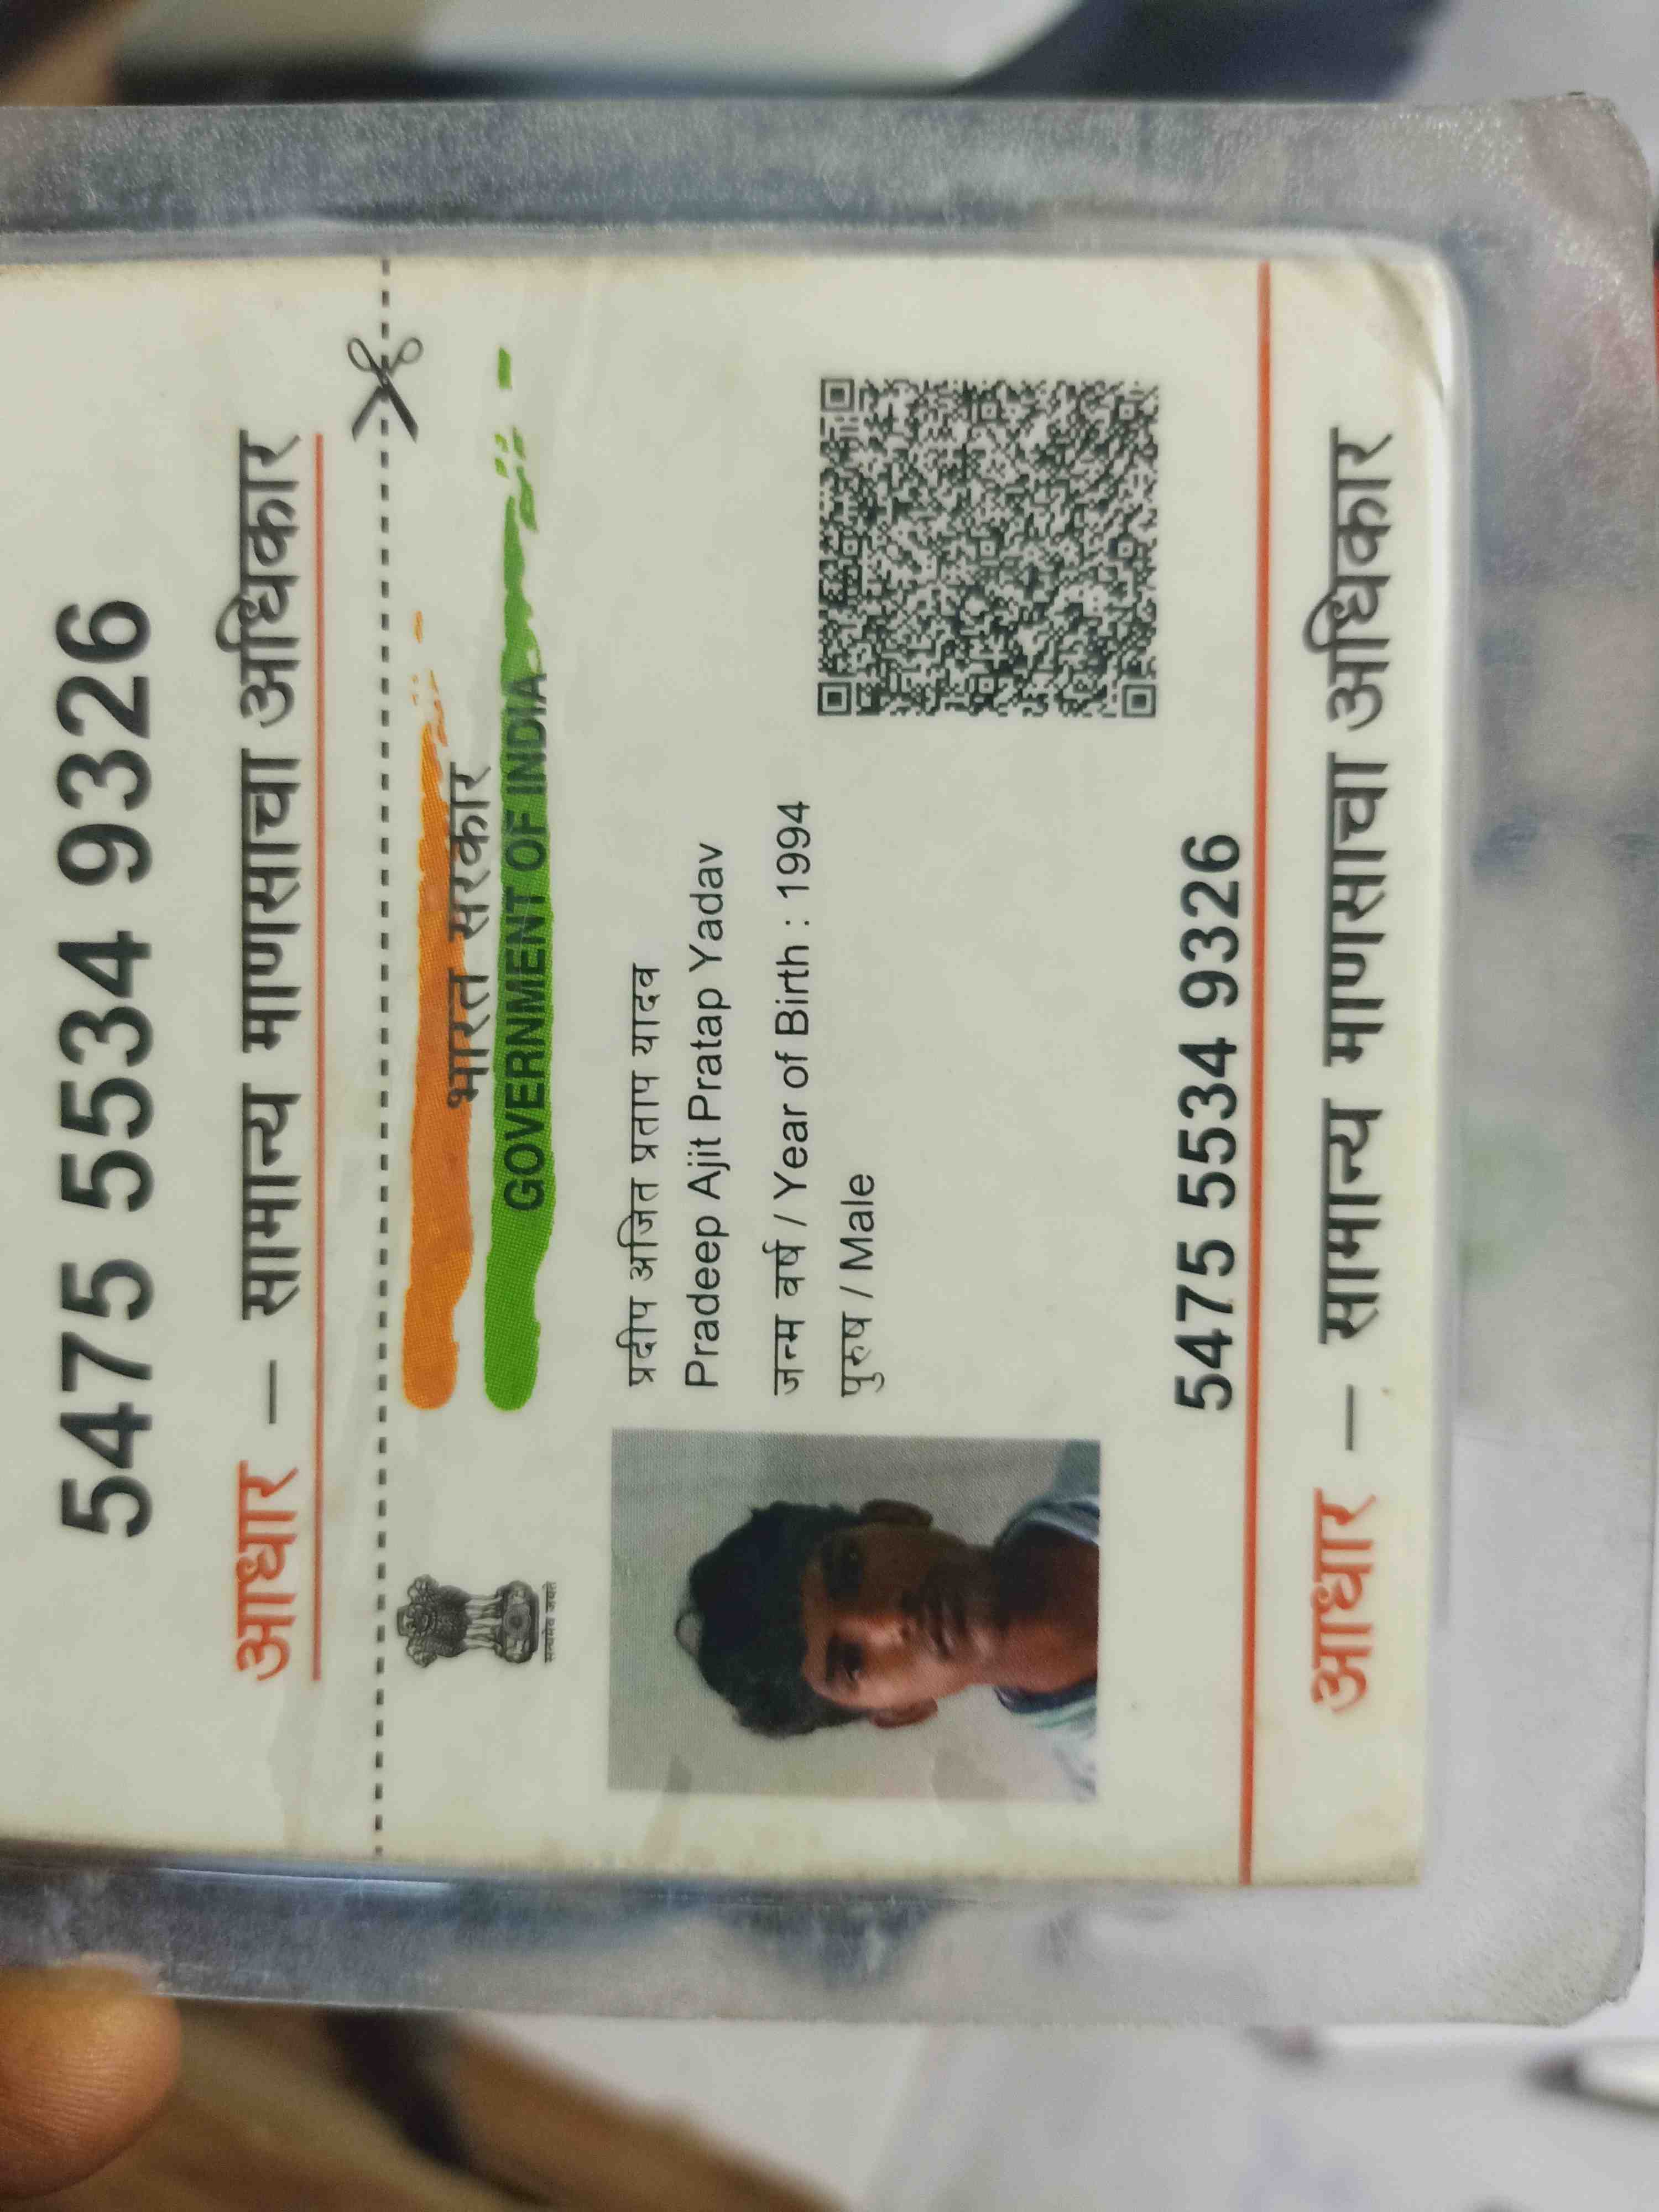 5475 5534 9326
आधार – सामान्य माणसाचा अधिकार
भारत सरकार
GOVERNMENT OF INDIA
सत्यमेव जयते
प्रदीप अजित प्रताप यादव
Pradeep Ajit Pratap Yadav
जन्म वर्ष / Year of Birth : 1994
पुरुष / Male
5475 5534 9326
आधार – सामान्य माणसाचा अधिकार